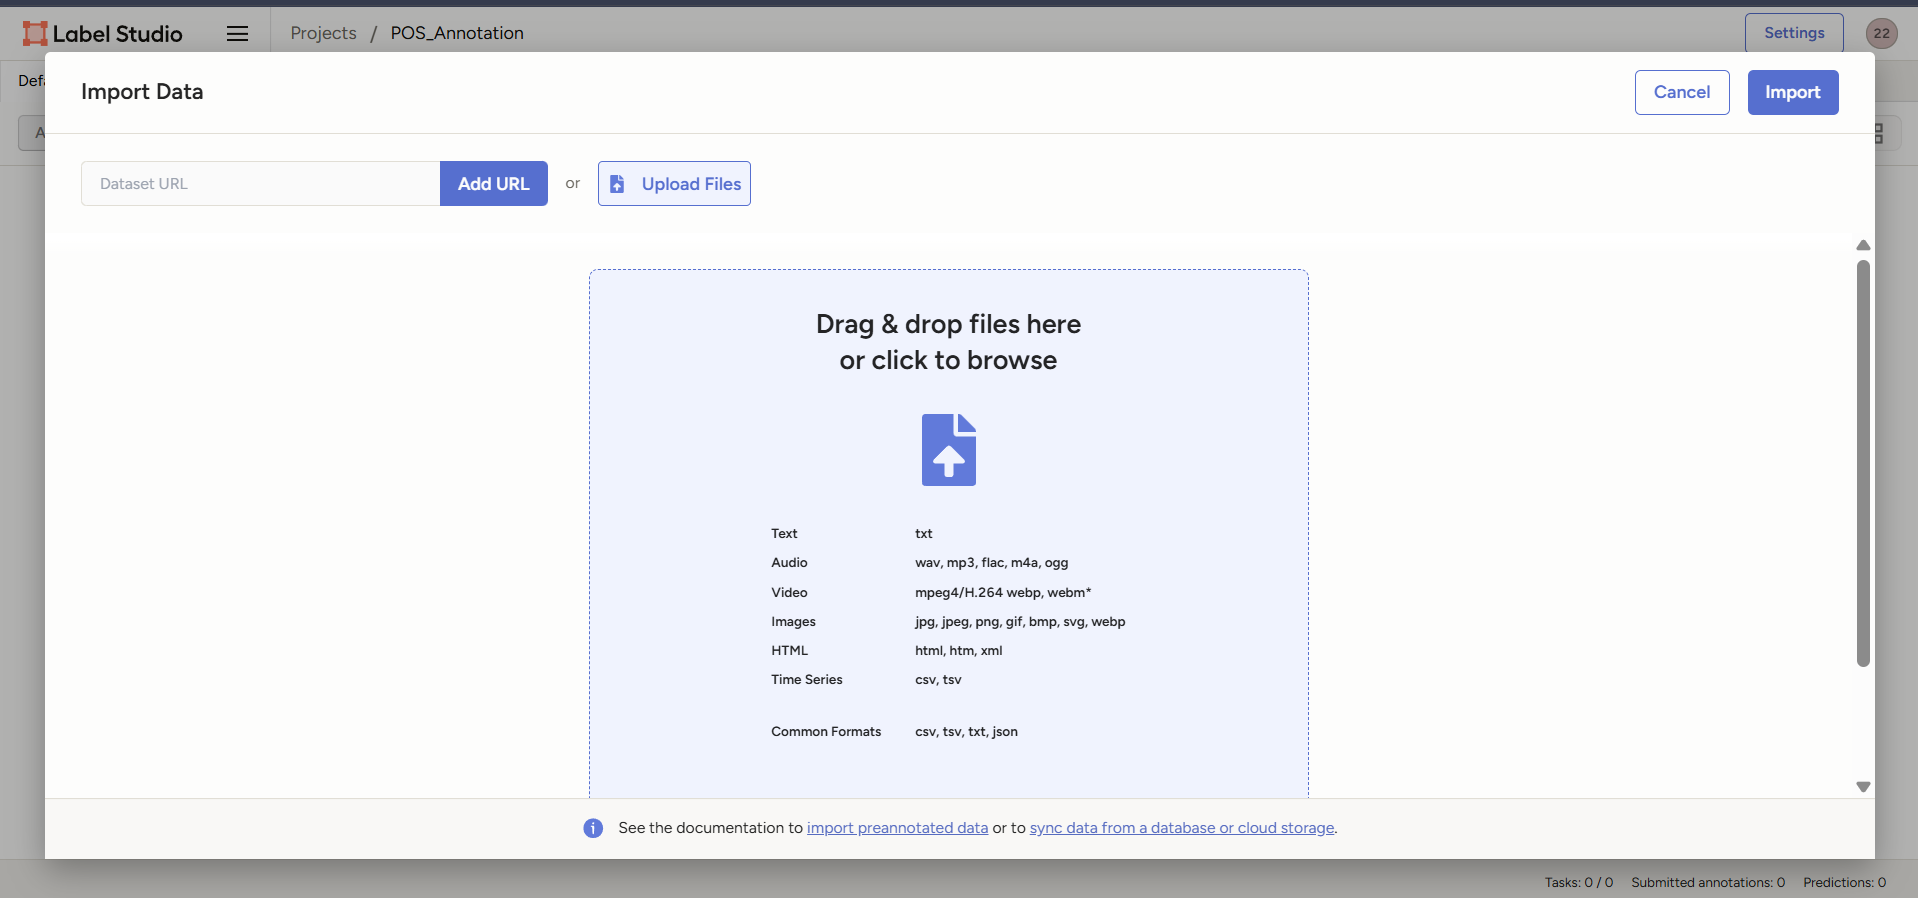 Label Studio
Projects / POS_Annotation
Settings
22
Import Data
Cancel
Import
Dataset URL
Add URL
or
Upload Files
Drag & drop files here
or click to browse
Text txt
Audio wav, mp3, flac, m4a, ogg
Video mpeg4/H.264 webp, webm*
Images jpg, jpeg, png, gif, bmp, svg, webp
HTML html, htm, xml
Time Series csv, tsv
Common Formats csv, tsv, txt, json
See the documentation to import preannotated data or to sync data from a database or cloud storage.
Tasks: 0 / 0 Submitted annotations: 0 Predictions: 0